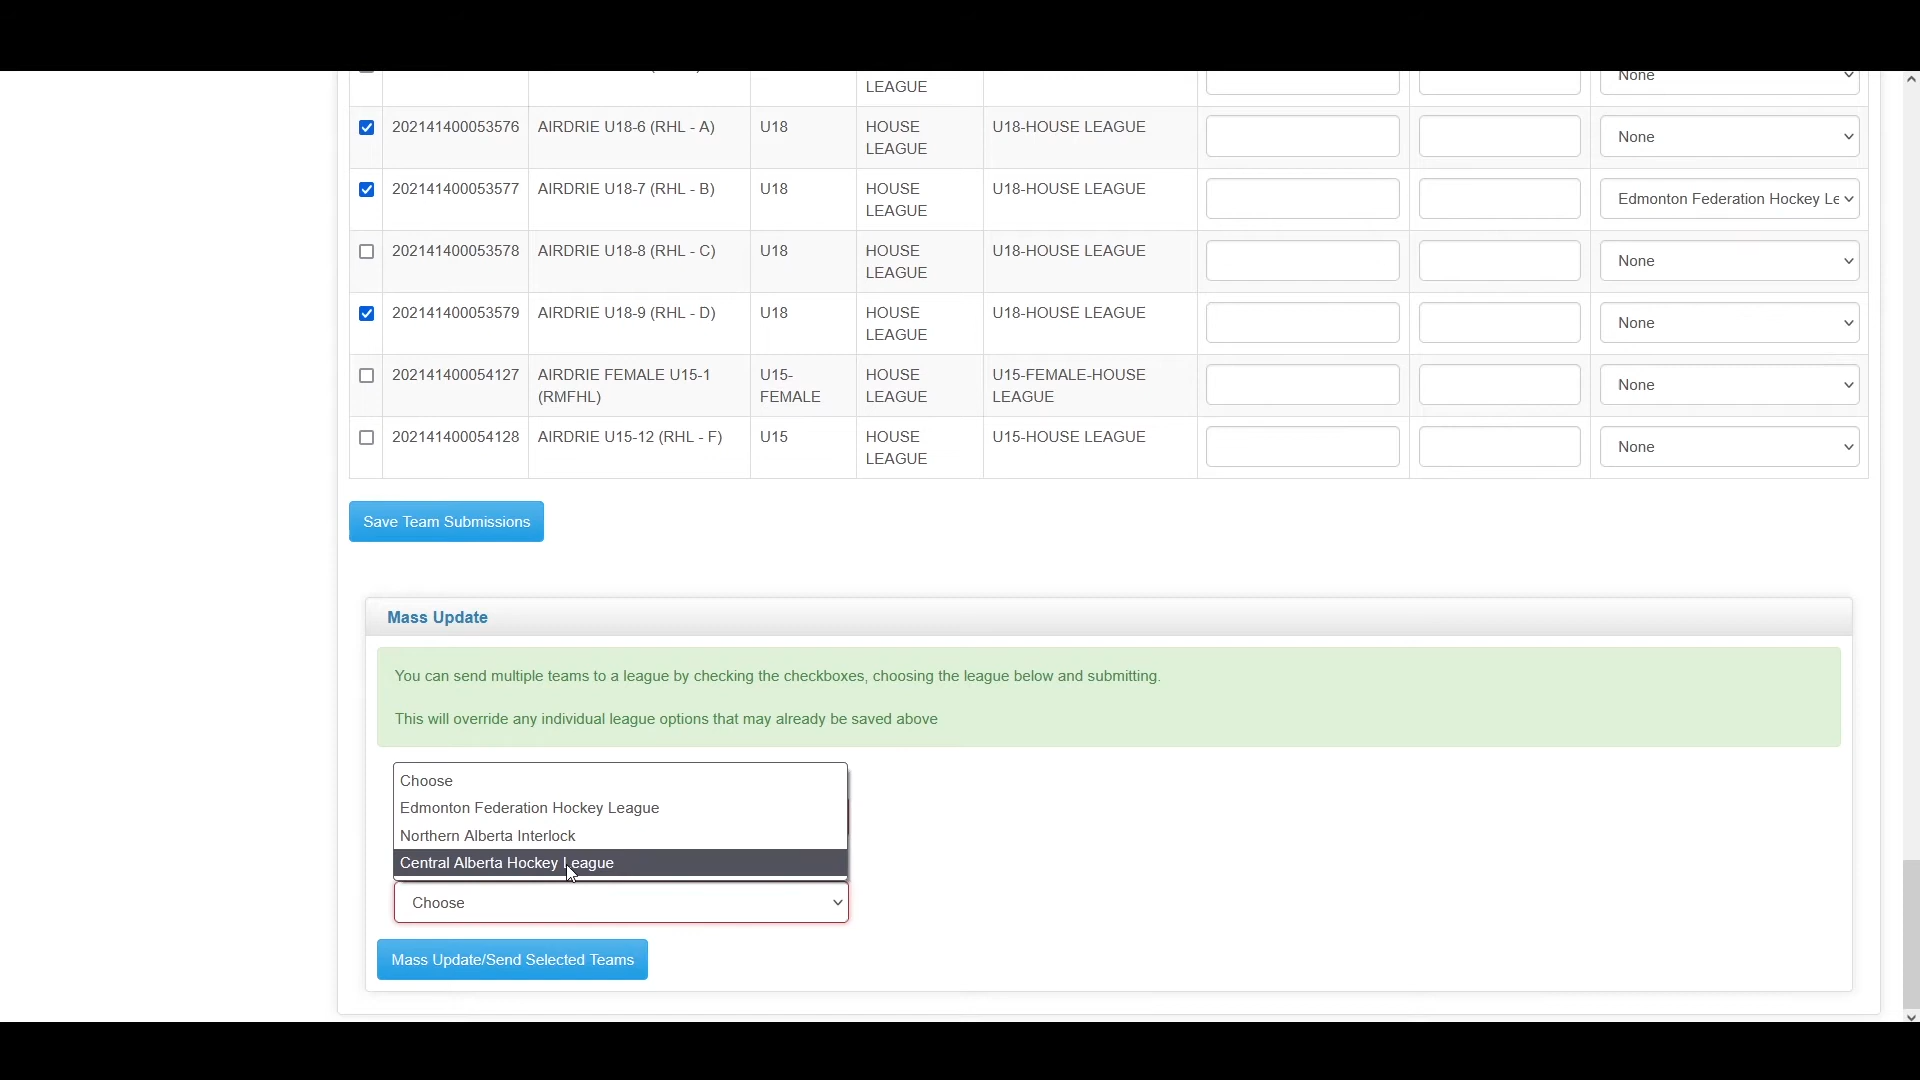 LEAGUE
None
202141400053576 AIRDRIE U18-6 (RHL - A) U18 HOUSE LEAGUE U18-HOUSE LEAGUE None
202141400053577 AIRDRIE U18-7 (RHL - B) U18 HOUSE LEAGUE U18-HOUSE LEAGUE Edmonton Federation Hockey Le
202141400053578 AIRDRIE U18-8 (RHL - C) U18 HOUSE LEAGUE U18-HOUSE LEAGUE None
202141400053579 AIRDRIE U18-9 (RHL - D) U18 HOUSE LEAGUE U18-HOUSE LEAGUE None
202141400054127 AIRDRIE FEMALE U15-1 (RMFHL) U15-FEMALE HOUSE LEAGUE U15-FEMALE-HOUSE LEAGUE None
202141400054128 AIRDRIE U15-12 (RHL - F) U15 HOUSE LEAGUE U15-HOUSE LEAGUE None
Save Team Submissions
Mass Update
You can send multiple teams to a league by checking the checkboxes, choosing the league below and submitting.
This will override any individual league options that may already be saved above
Choose
Edmonton Federation Hockey League
Northern Alberta Interlock
Central Alberta Hockey League
Choose
Mass Update/Send Selected Teams